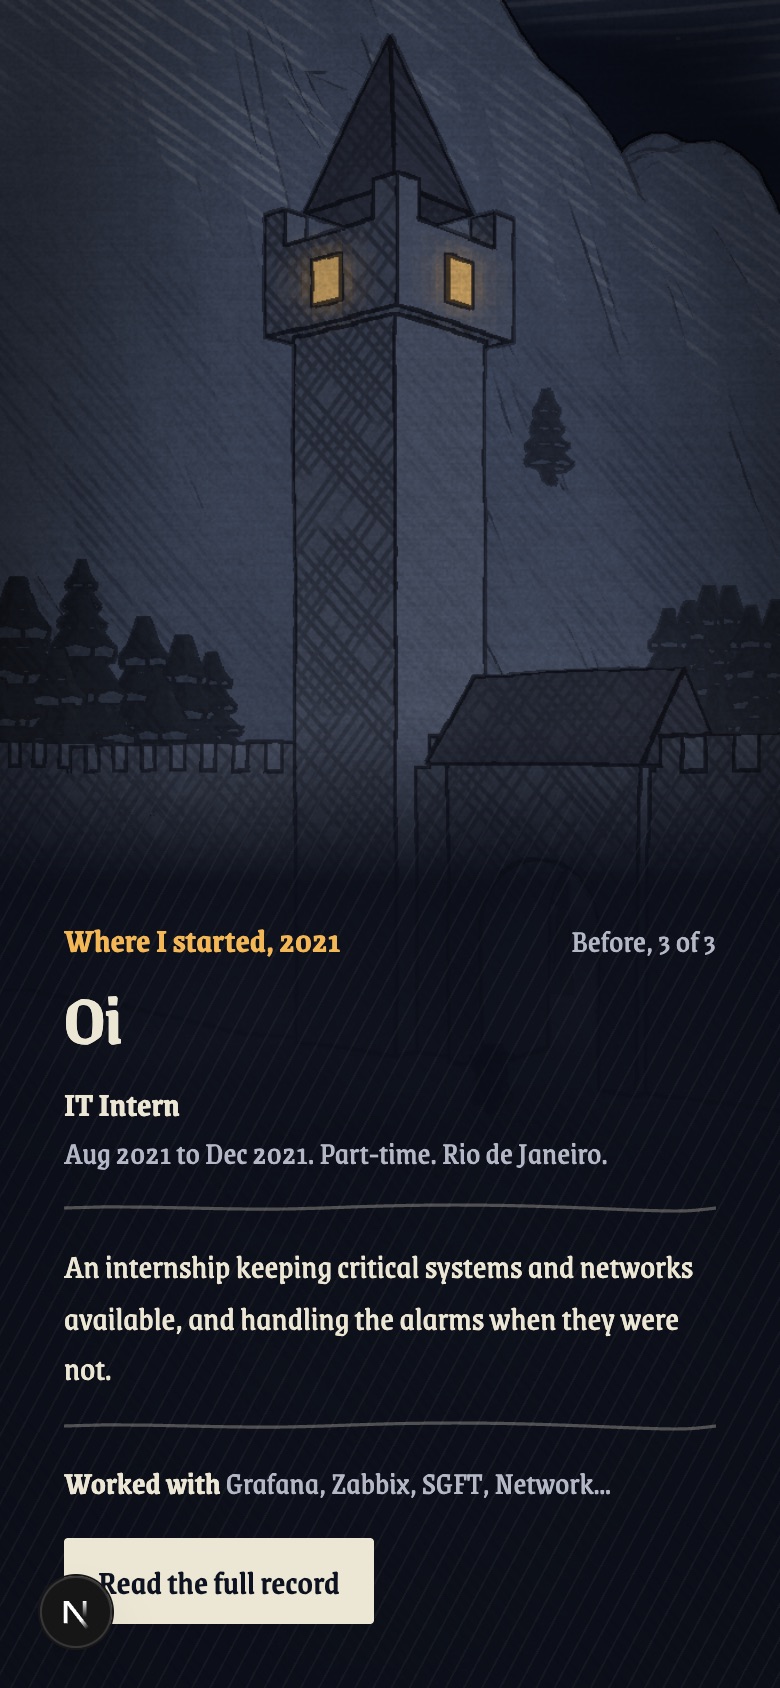 Where I started, 2021
Before, 3 of 3
Oi
IT Intern
Aug 2021 to Dec 2021. Part-time. Rio de Janeiro.
An internship keeping critical systems and networks
available, and handling the alarms when they were
not.
Worked with Grafana, Zabbix, SGFT, Network...
Read the full record
N